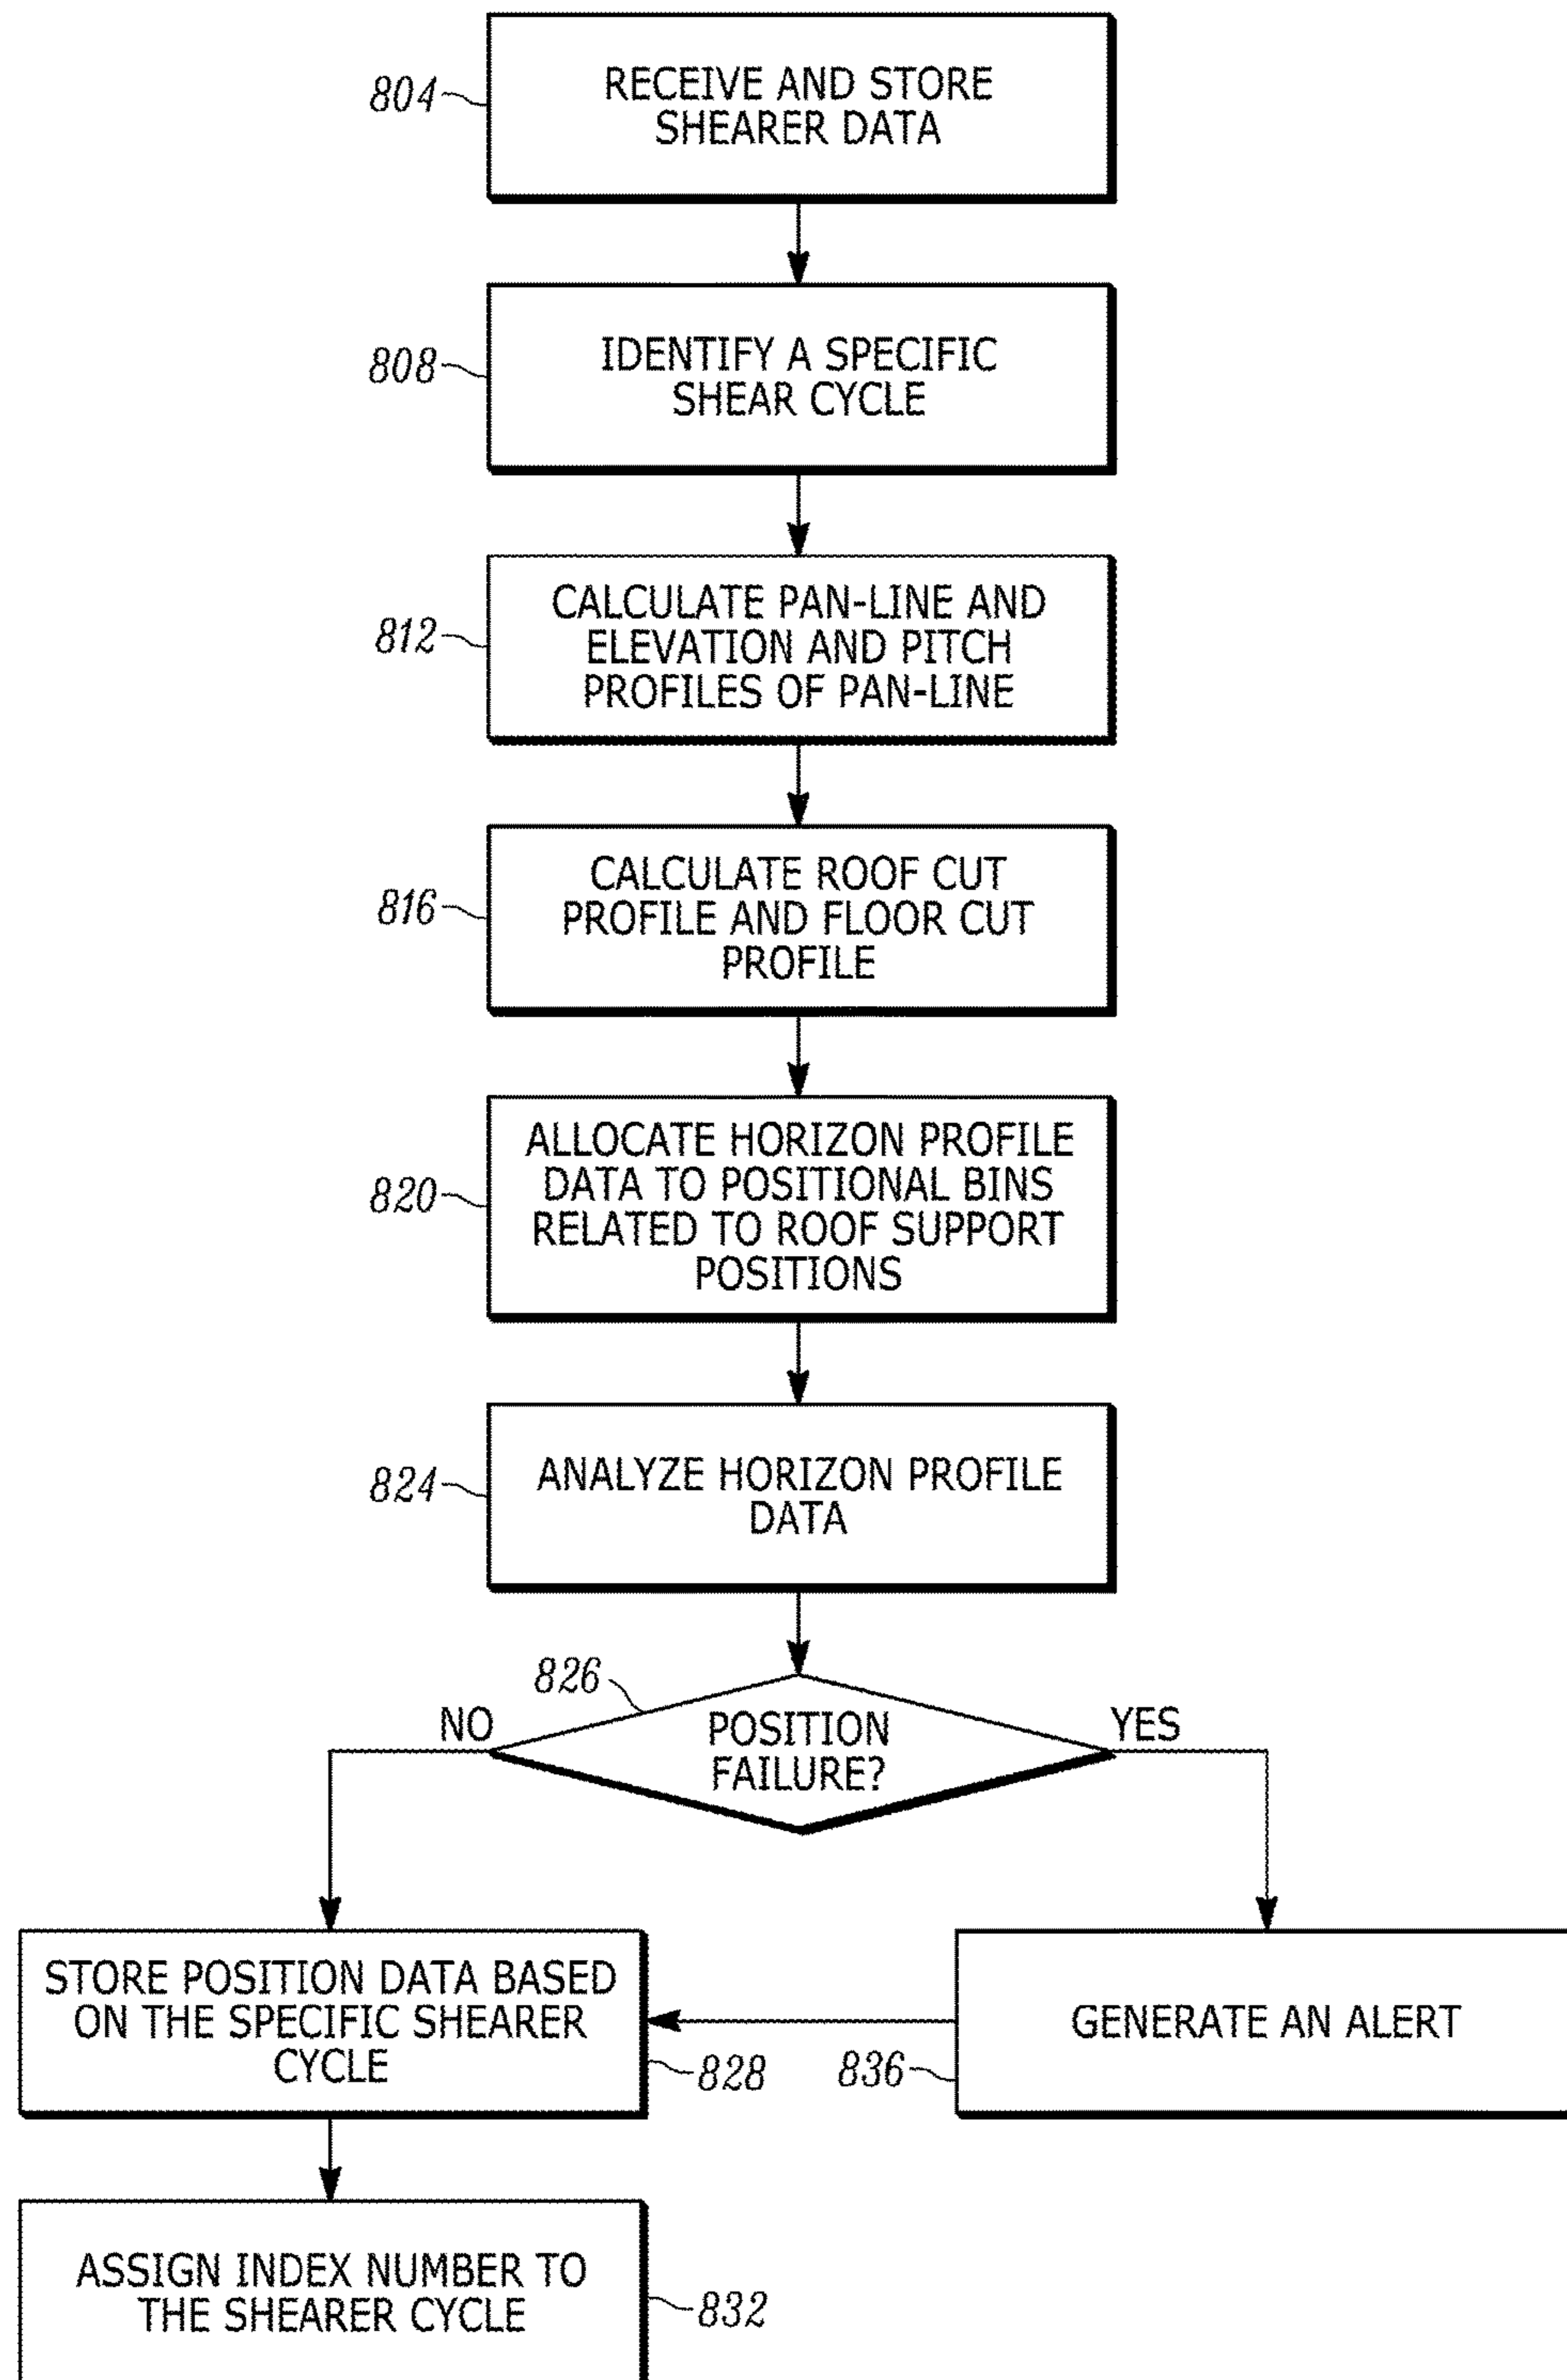 804
RECEIVE AND STORE
SHEARER DATA
808
IDENTIFY A SPECIFIC
SHEAR CYCLE
812
CALCULATE PAN-LINE AND
ELEVATION AND PITCH
PROFILES OF PAN-LINE
816
CALCULATE ROOF CUT
PROFILE AND FLOOR CUT
PROFILE
820
ALLOCATE HORIZON PROFILE
DATA TO POSITIONAL BINS
RELATED TO ROOF SUPPORT
POSITIONS
824
ANALYZE HORIZON PROFILE
DATA
826
NO
POSITION
FAILURE?
YES
STORE POSITION DATA BASED
ON THE SPECIFIC SHEARER
CYCLE
828
836
GENERATE AN ALERT
ASSIGN INDEX NUMBER TO
THE SHEARER CYCLE
832